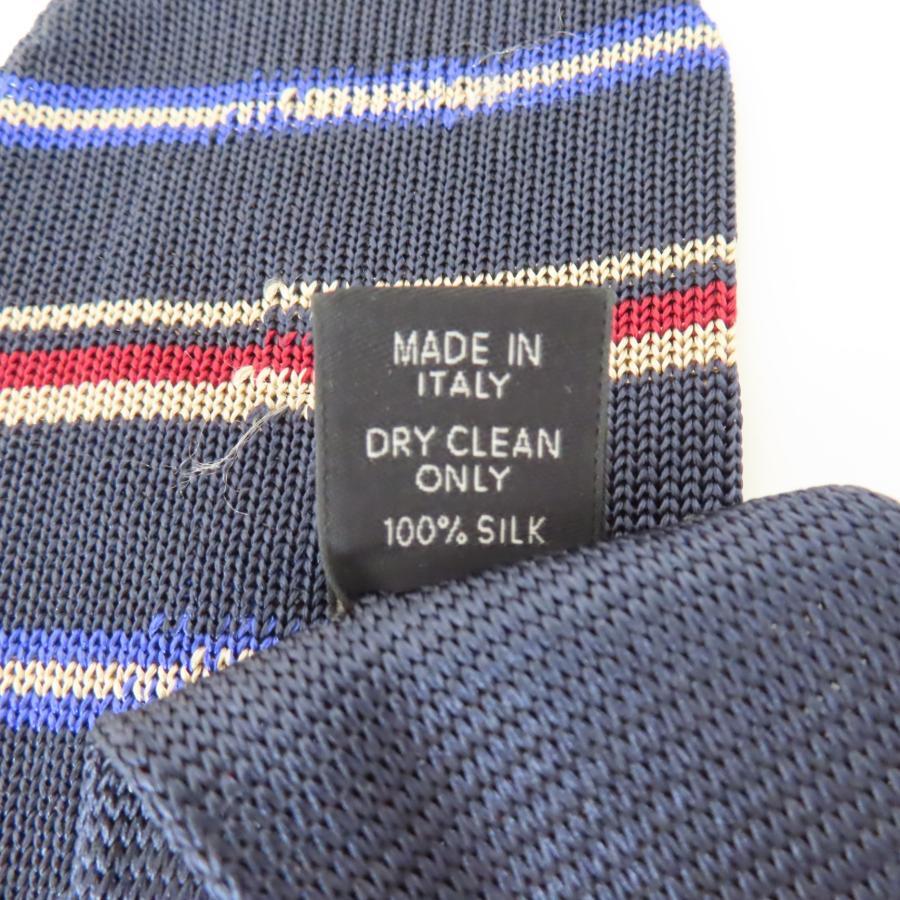 MADE IN
ITALY
DRY CLEAN
ONLY
100% SILK